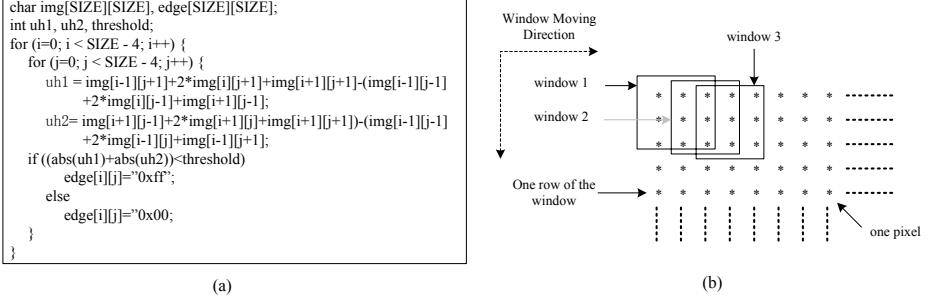 char img[SIZE][SIZE], edge[SIZE][SIZE];
int uh1, uh2, threshold;
for (i=0; i < SIZE - 4; i++) {
for (j=0; j < SIZE - 4; j++) {
uh1 = img[i-1][j+1]+2*img[i][j+1]+img[i+1][j+1]-(img[i-1][j-1]
+2*img[i][j-1]+img[i+1][j-1];
uh2= img[i+1][j-1]+2*img[i+1][j]+img[i+1][j+1])-(img[i-1][j-1]
+2*img[i-1][j]+img[i-1][j+1];
if ((abs(uh1)+abs(uh2))<threshold)
edge[i][j]="0xff";
else
edge[i][j]="0x00;
}
}
(a)
Window Moving
Direction
window 3
window 1
window 2
* * * * * * * *
* * * * * * * *
* * * * * * * *
* * * * * * * *
One row of the
window
* * * * * * * *
one pixel
(b)